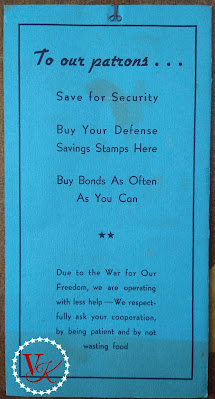 To our patrons...
Save for Security
Buy Your Defense
Savings Stamps Here
Buy Bonds As Often
As You Can
★★
Due to the War for Our
Freedom, we are operating
with less help—We respect-
fully ask your cooperation,
by being patient and by not
wasting food
VK